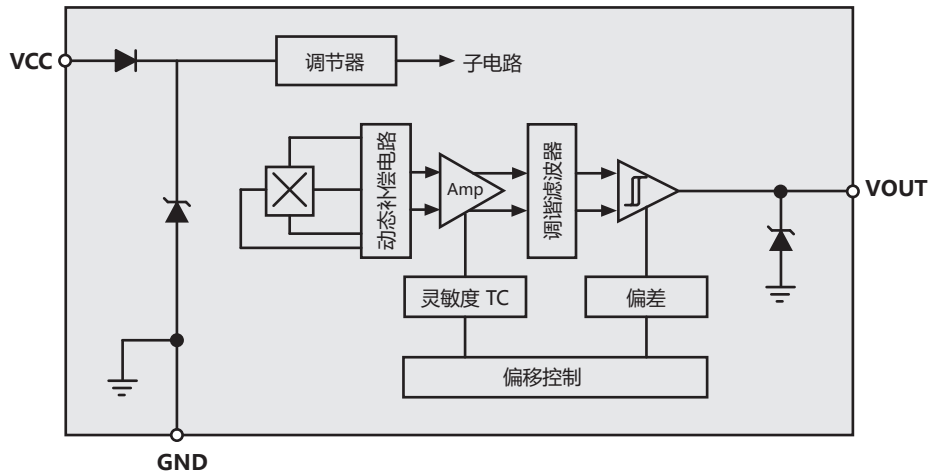 VCC
调节器
子电路
动态补偿电路
Amp
调谐滤波器
VOUT
灵敏度 TC
偏差
偏移控制
GND